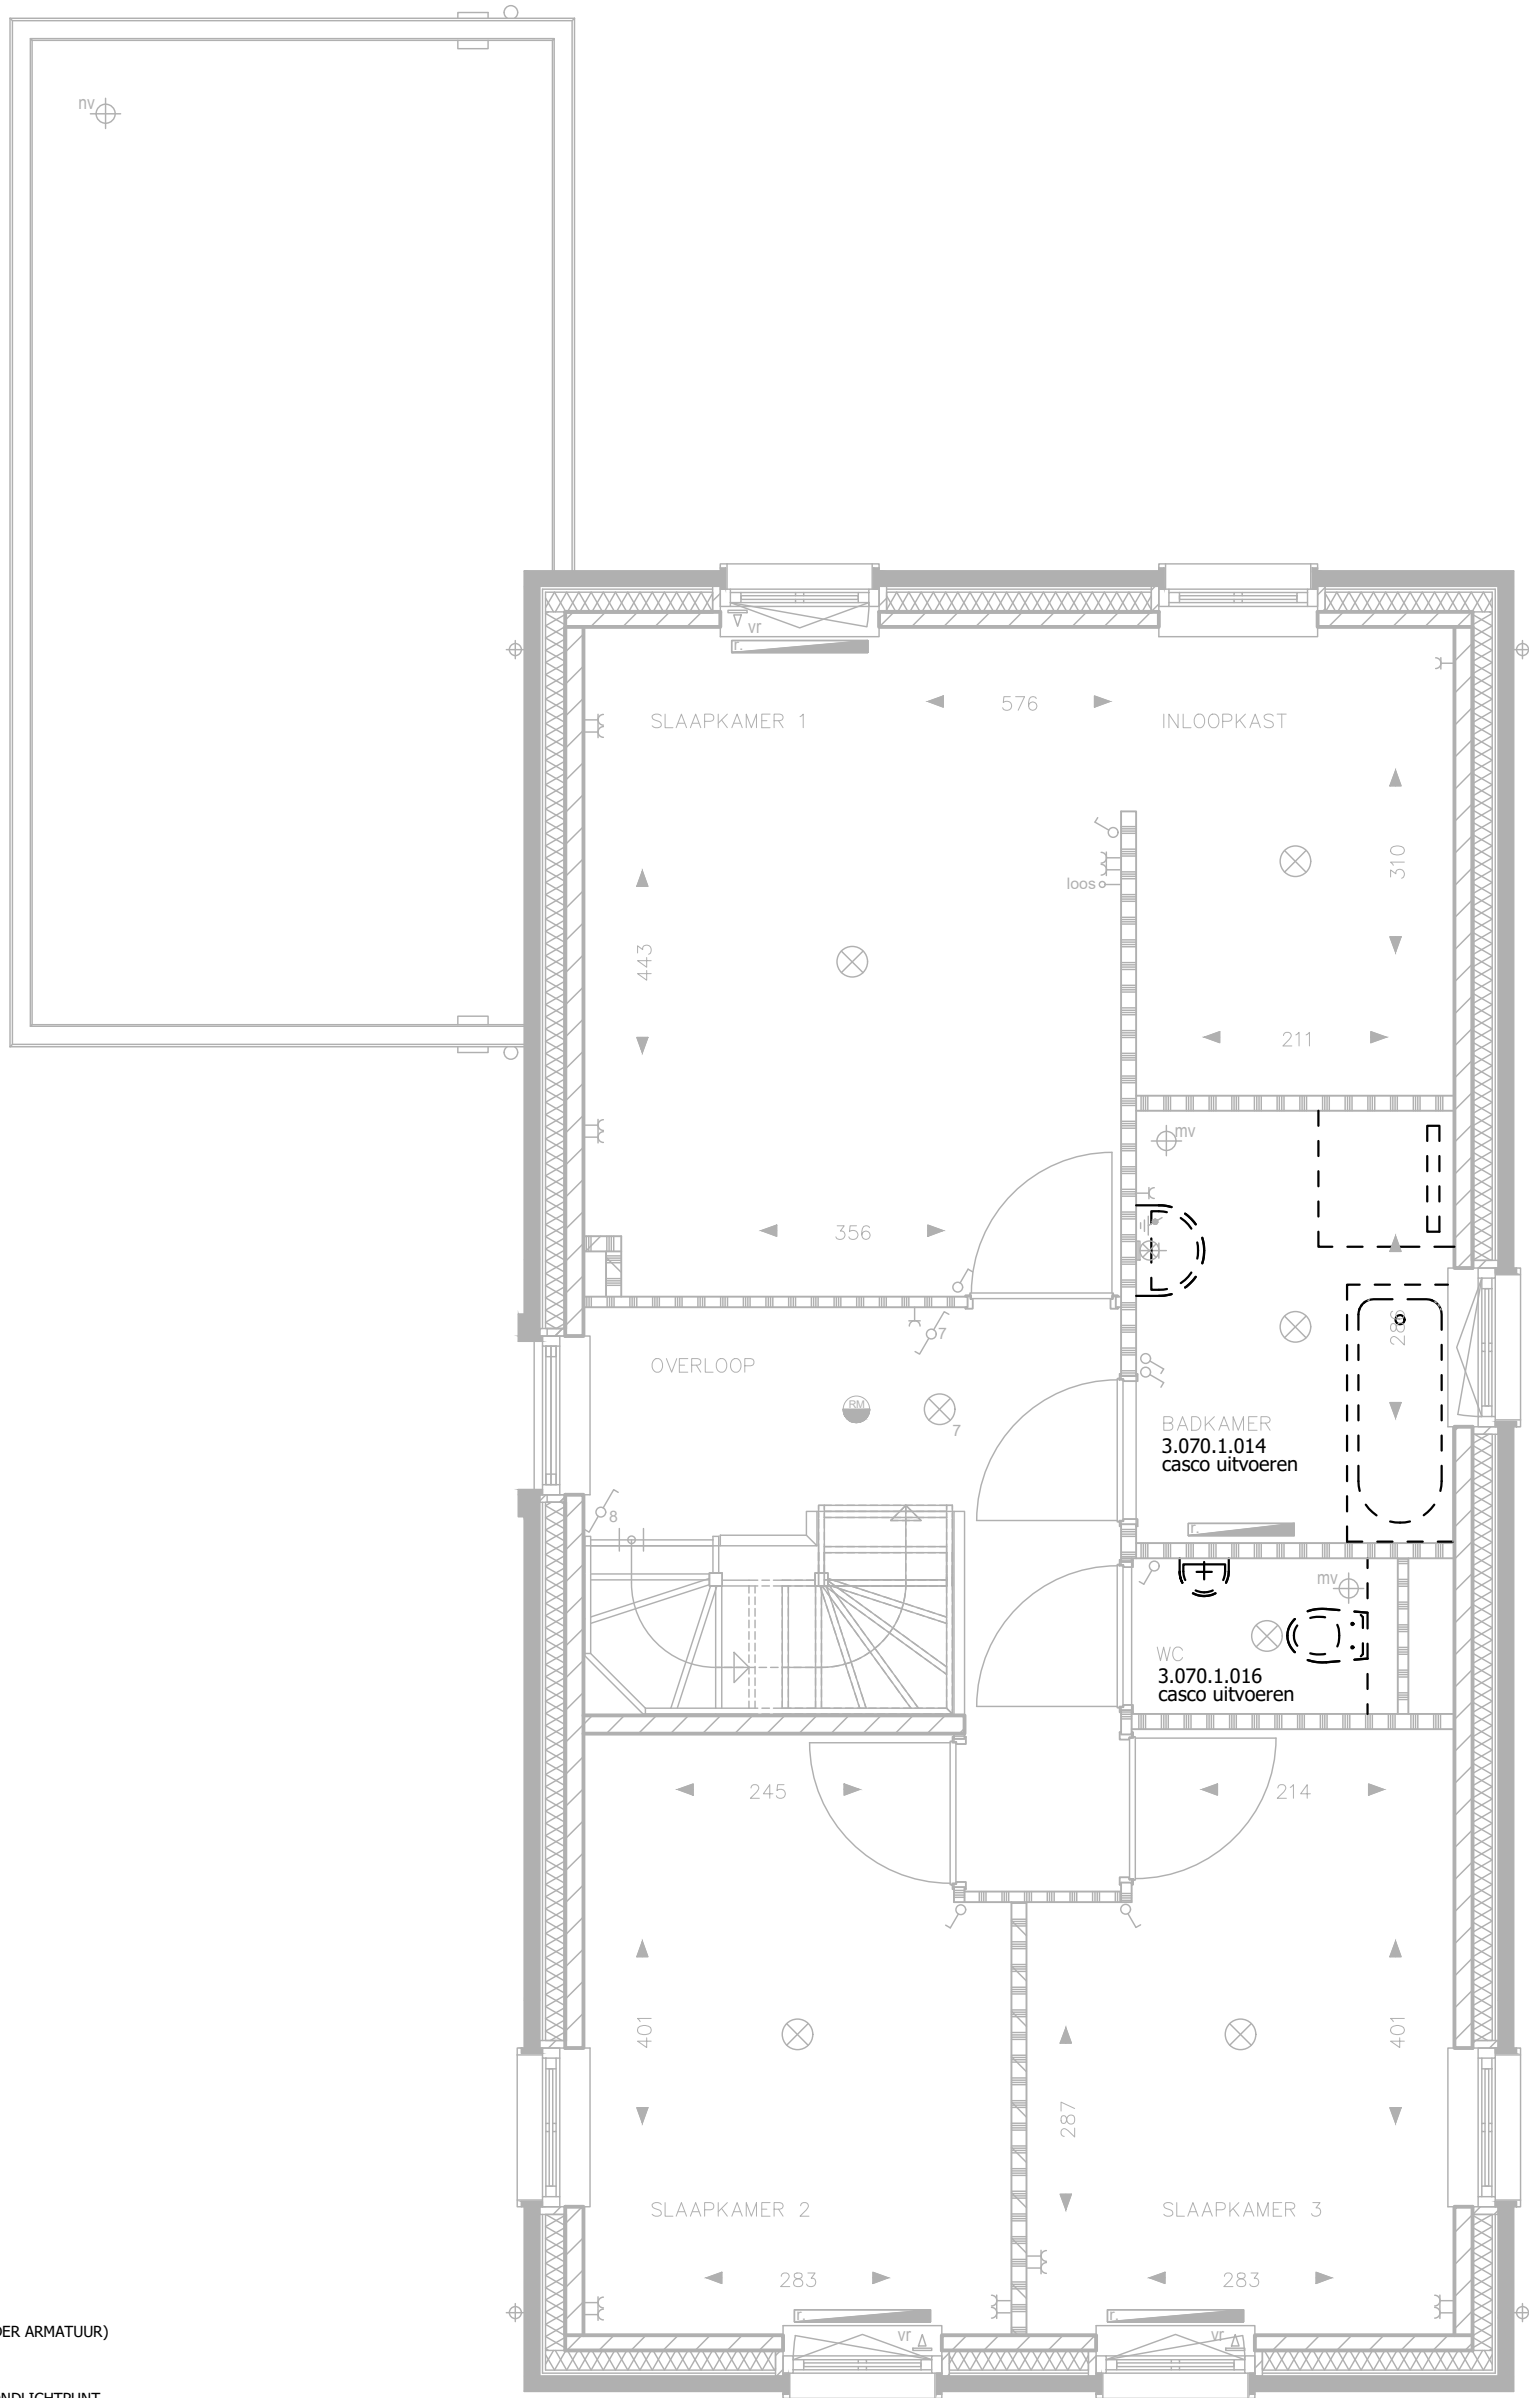 nv
vr
r.
576
SLAAPKAMER 1
INLOOPKAST
310
loos
443
211
mv
356
7
286
OVERLOOP
RM
7
BADKAMER
3.070.1.014
casco uitvoeren
8
r.
mv
WC
3.070.1.016
casco uitvoeren
245
214
401
401
287
SLAAPKAMER 2
SLAAPKAMER 3
283
283
r.
r.
DER ARMATUUR)
vr
vr